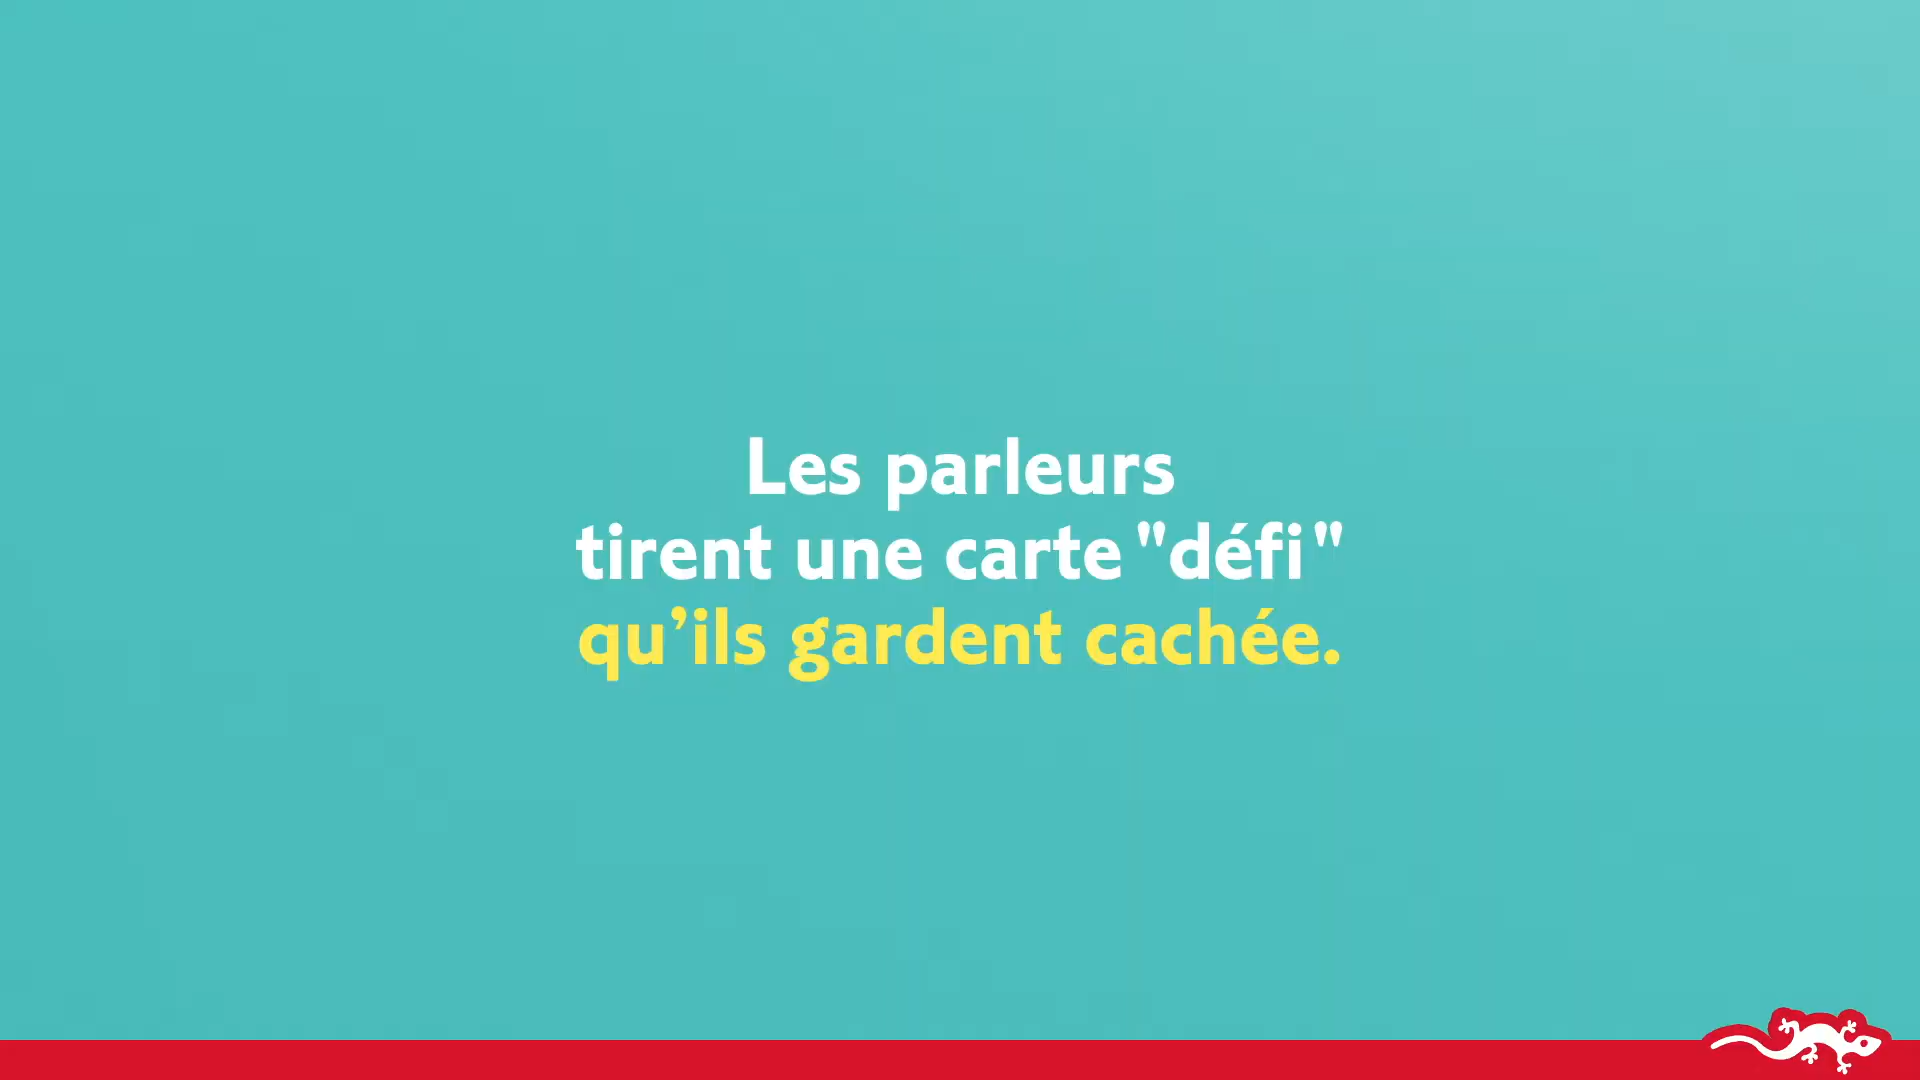 Les parleurs
tirent une carte "défi"
qu’ils gardent cachée.